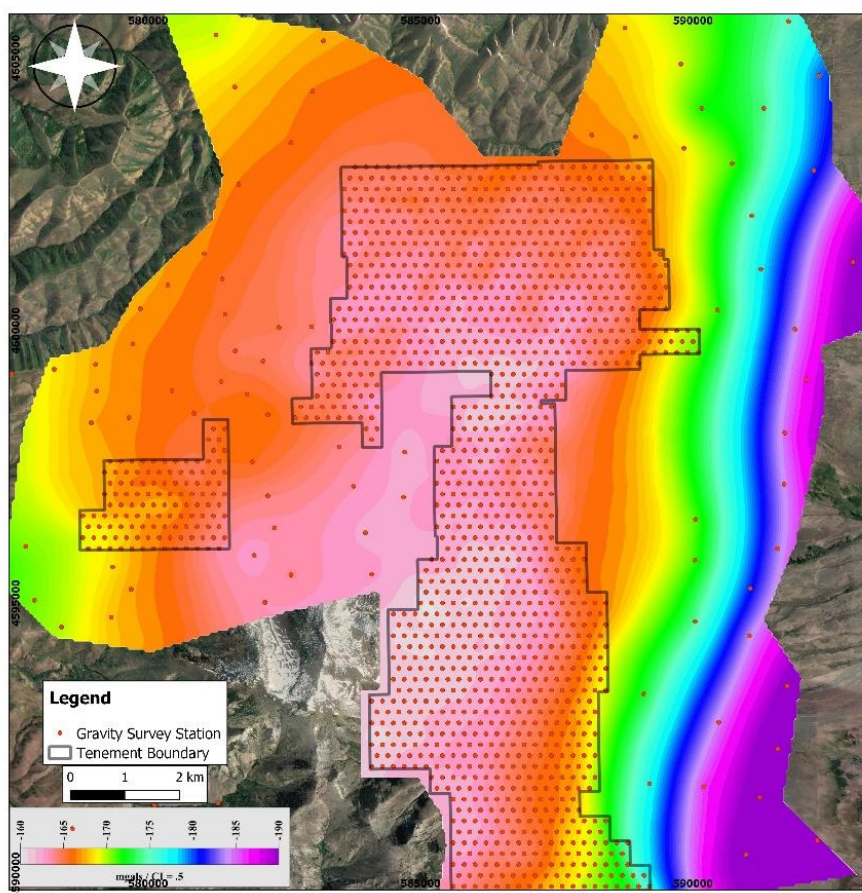 580000 585000 590000
4605000
4600000
4595000
Legend
Gravity Survey Station
Tenement Boundary
0 1 2 km
-160 -165 -170 -175 -180 -185 -190
mgals / CI = .5
4590000
580000 585000 590000